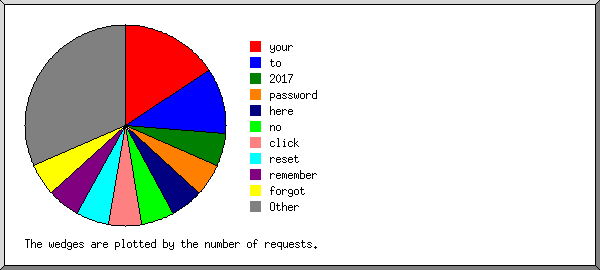 your
to
2017
password
here
no
click
reset
remember
forgot
Other
The wedges are plotted by the number of requests.